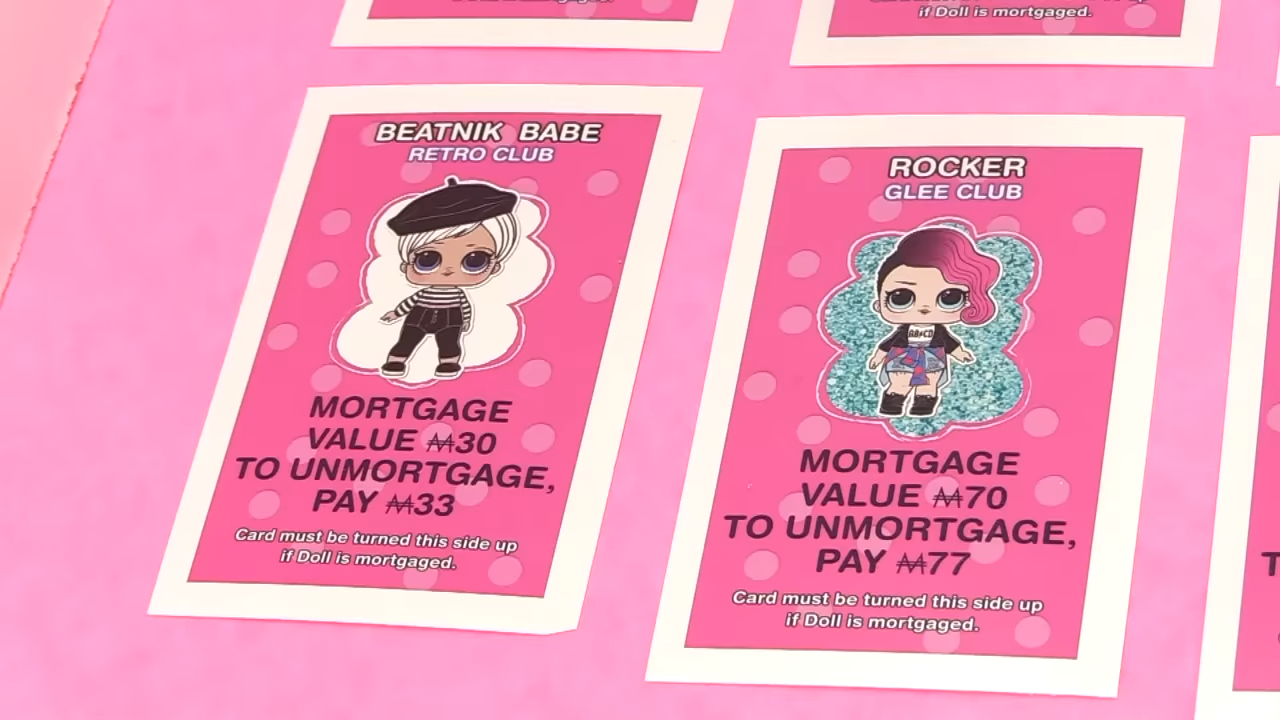 if Doll is mortgaged.
BEATNIK BABE
RETRO CLUB
MORTGAGE
VALUE ₩30
TO UNMORTGAGE,
PAY ₩33
Card must be turned this side up
if Doll is mortgaged.
ROCKER
GLEE CLUB
MORTGAGE
VALUE ₩70
TO UNMORTGAGE,
PAY ₩77
Card must be turned this side up
if Doll is mortgaged.